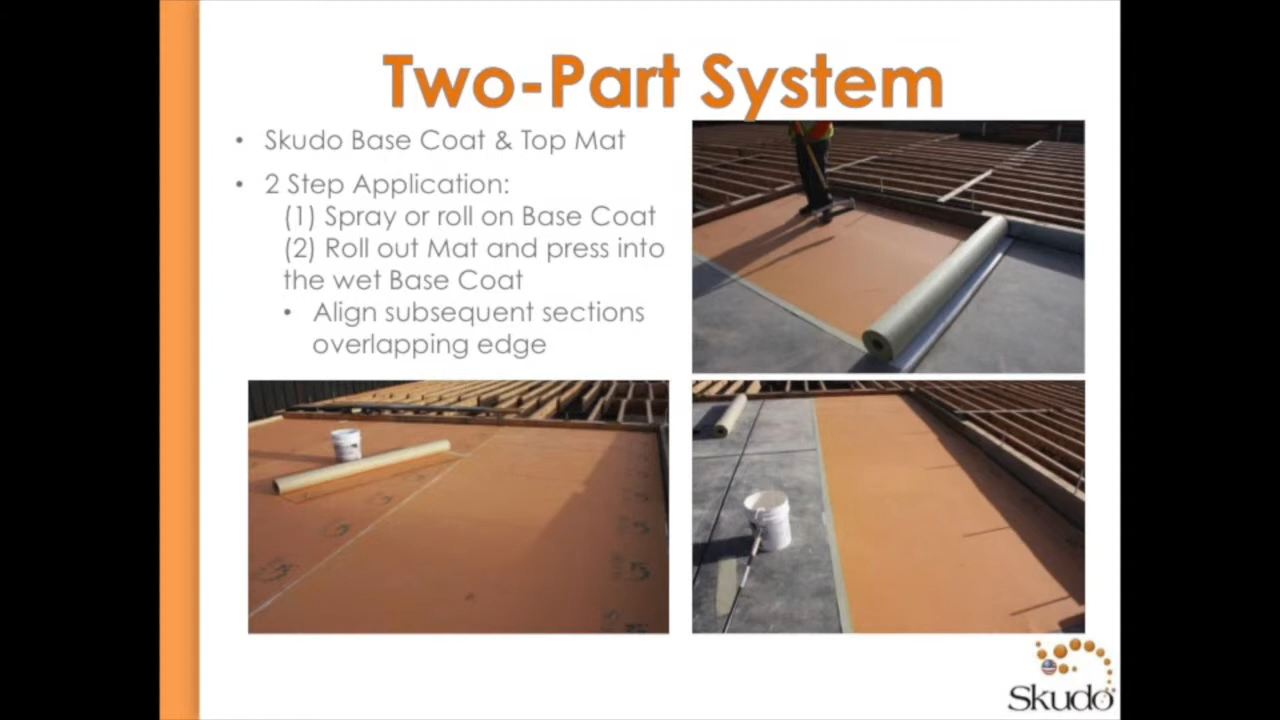 Two-Part System
• Skudo Base Coat & Top Mat
• 2 Step Application:
(1) Spray or roll on Base Coat
(2) Roll out Mat and press into
the wet Base Coat
• Align subsequent sections
overlapping edge
Skudo